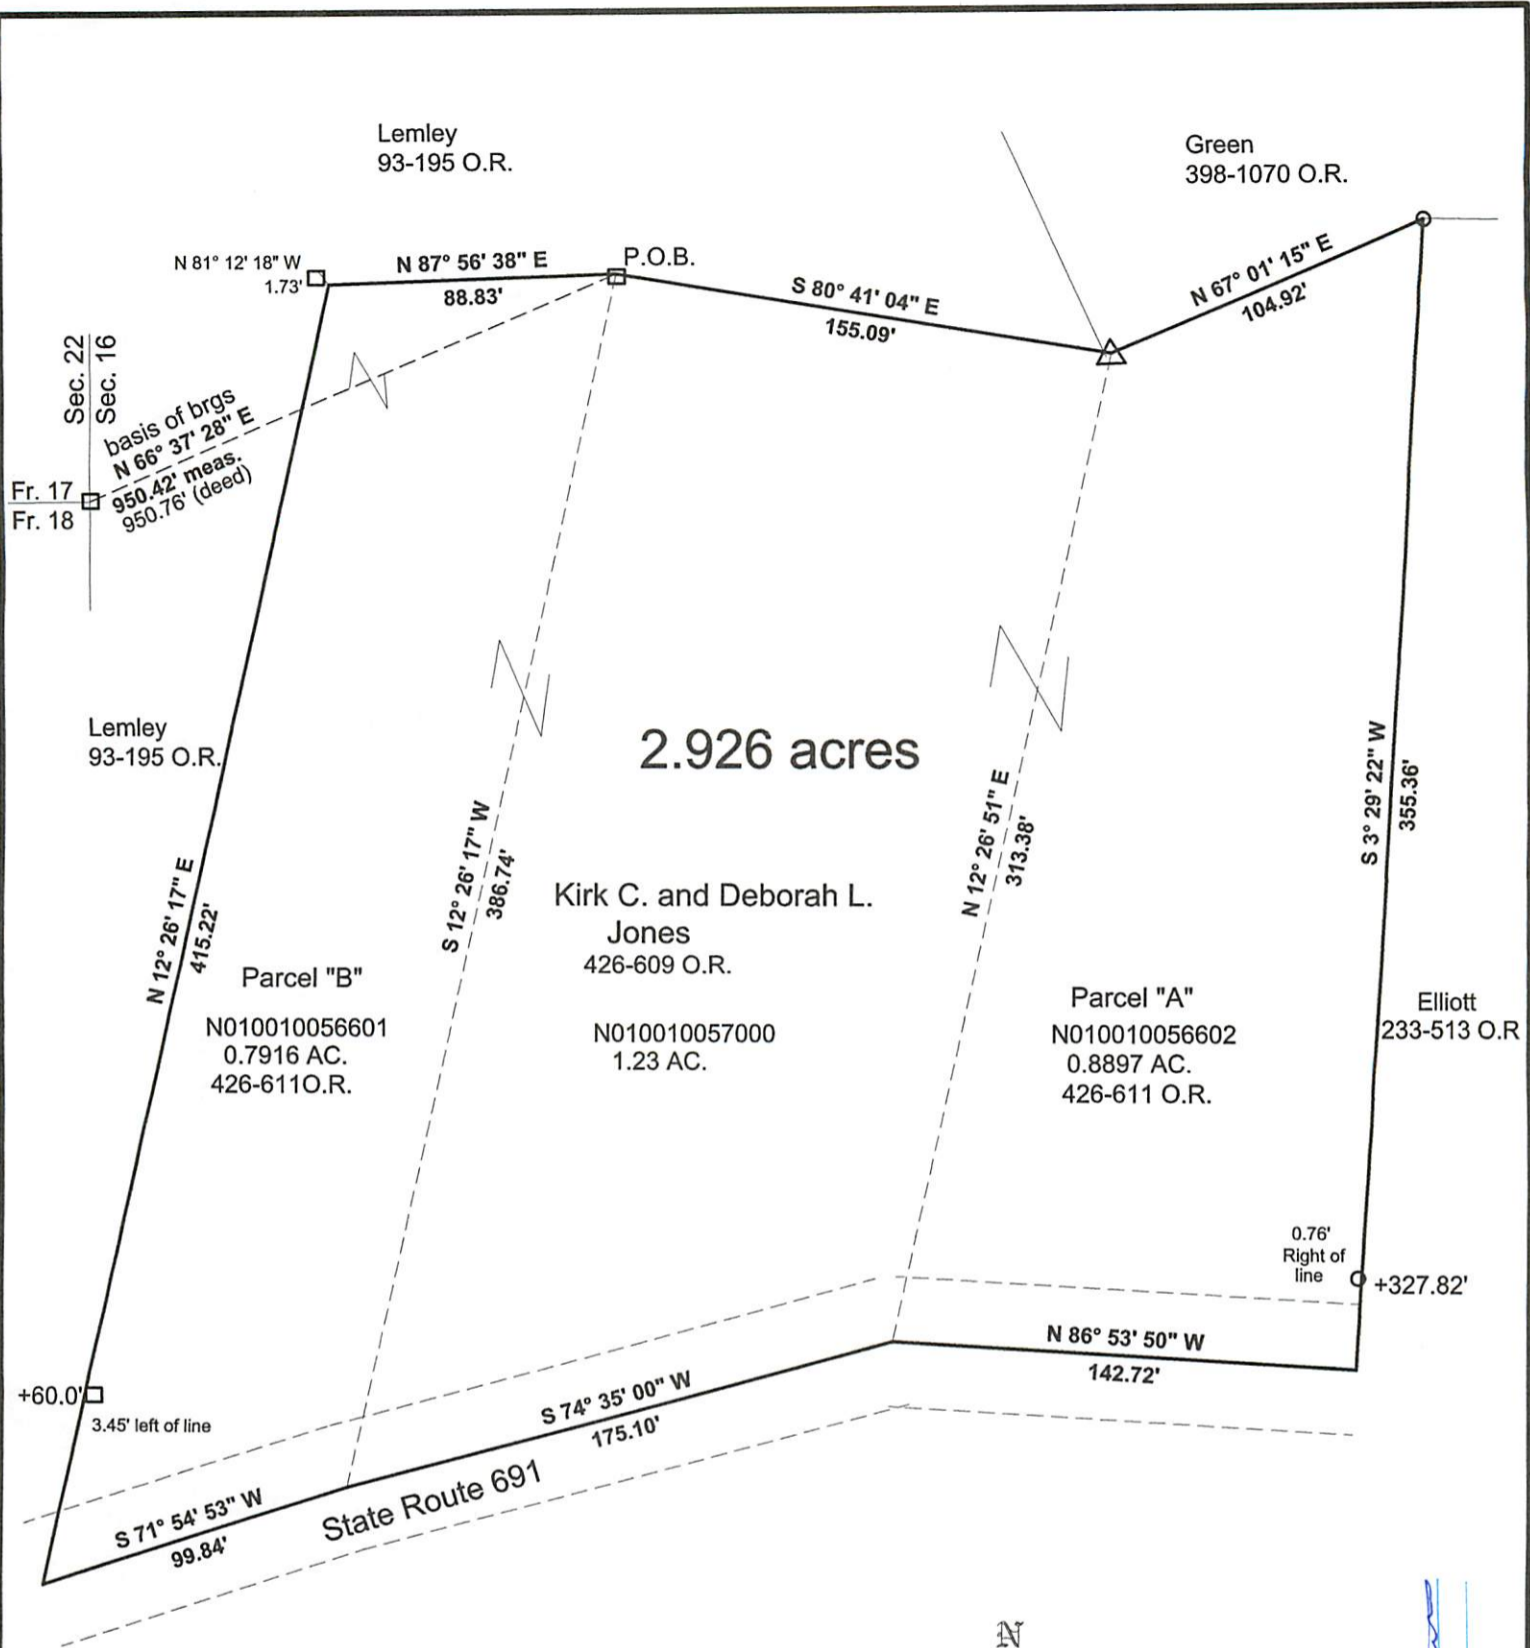 Lemley
93-195 O.R.
Green
398-1070 O.R.
N 81° 12' 18" W
1.73'
N 87° 56' 38" E
88.83'
P.O.B.
S 80° 41' 04" E
155.09'
N 67° 01' 15" E
104.92'
Sec. 22
Sec. 16
basis of brgs
N 66° 37' 28" E
950.42' meas.
950.76' (deed)
Fr. 17
Fr. 18
Lemley
93-195 O.R.
2.926 acres
S 3° 29' 22" W
355.36'
N 12° 26' 51" E
313.38'
S 12° 26' 17" W
386.74'
N 12° 26' 17" E
415.22'
Kirk C. and Deborah L.
Jones
426-609 O.R.
N010010057000
1.23 AC.
Parcel "B"
N010010056601
0.7916 AC.
426-611O.R.
Parcel "A"
N010010056602
0.8897 AC.
426-611 O.R.
Elliott
233-513 O.R
0.76'
Right of
line
+327.82'
N 86° 53' 50" W
142.72'
+60.0'
3.45' left of line
S 74° 35' 00" W
175.10'
S 71° 54' 53" W
99.84'
State Route 691
N